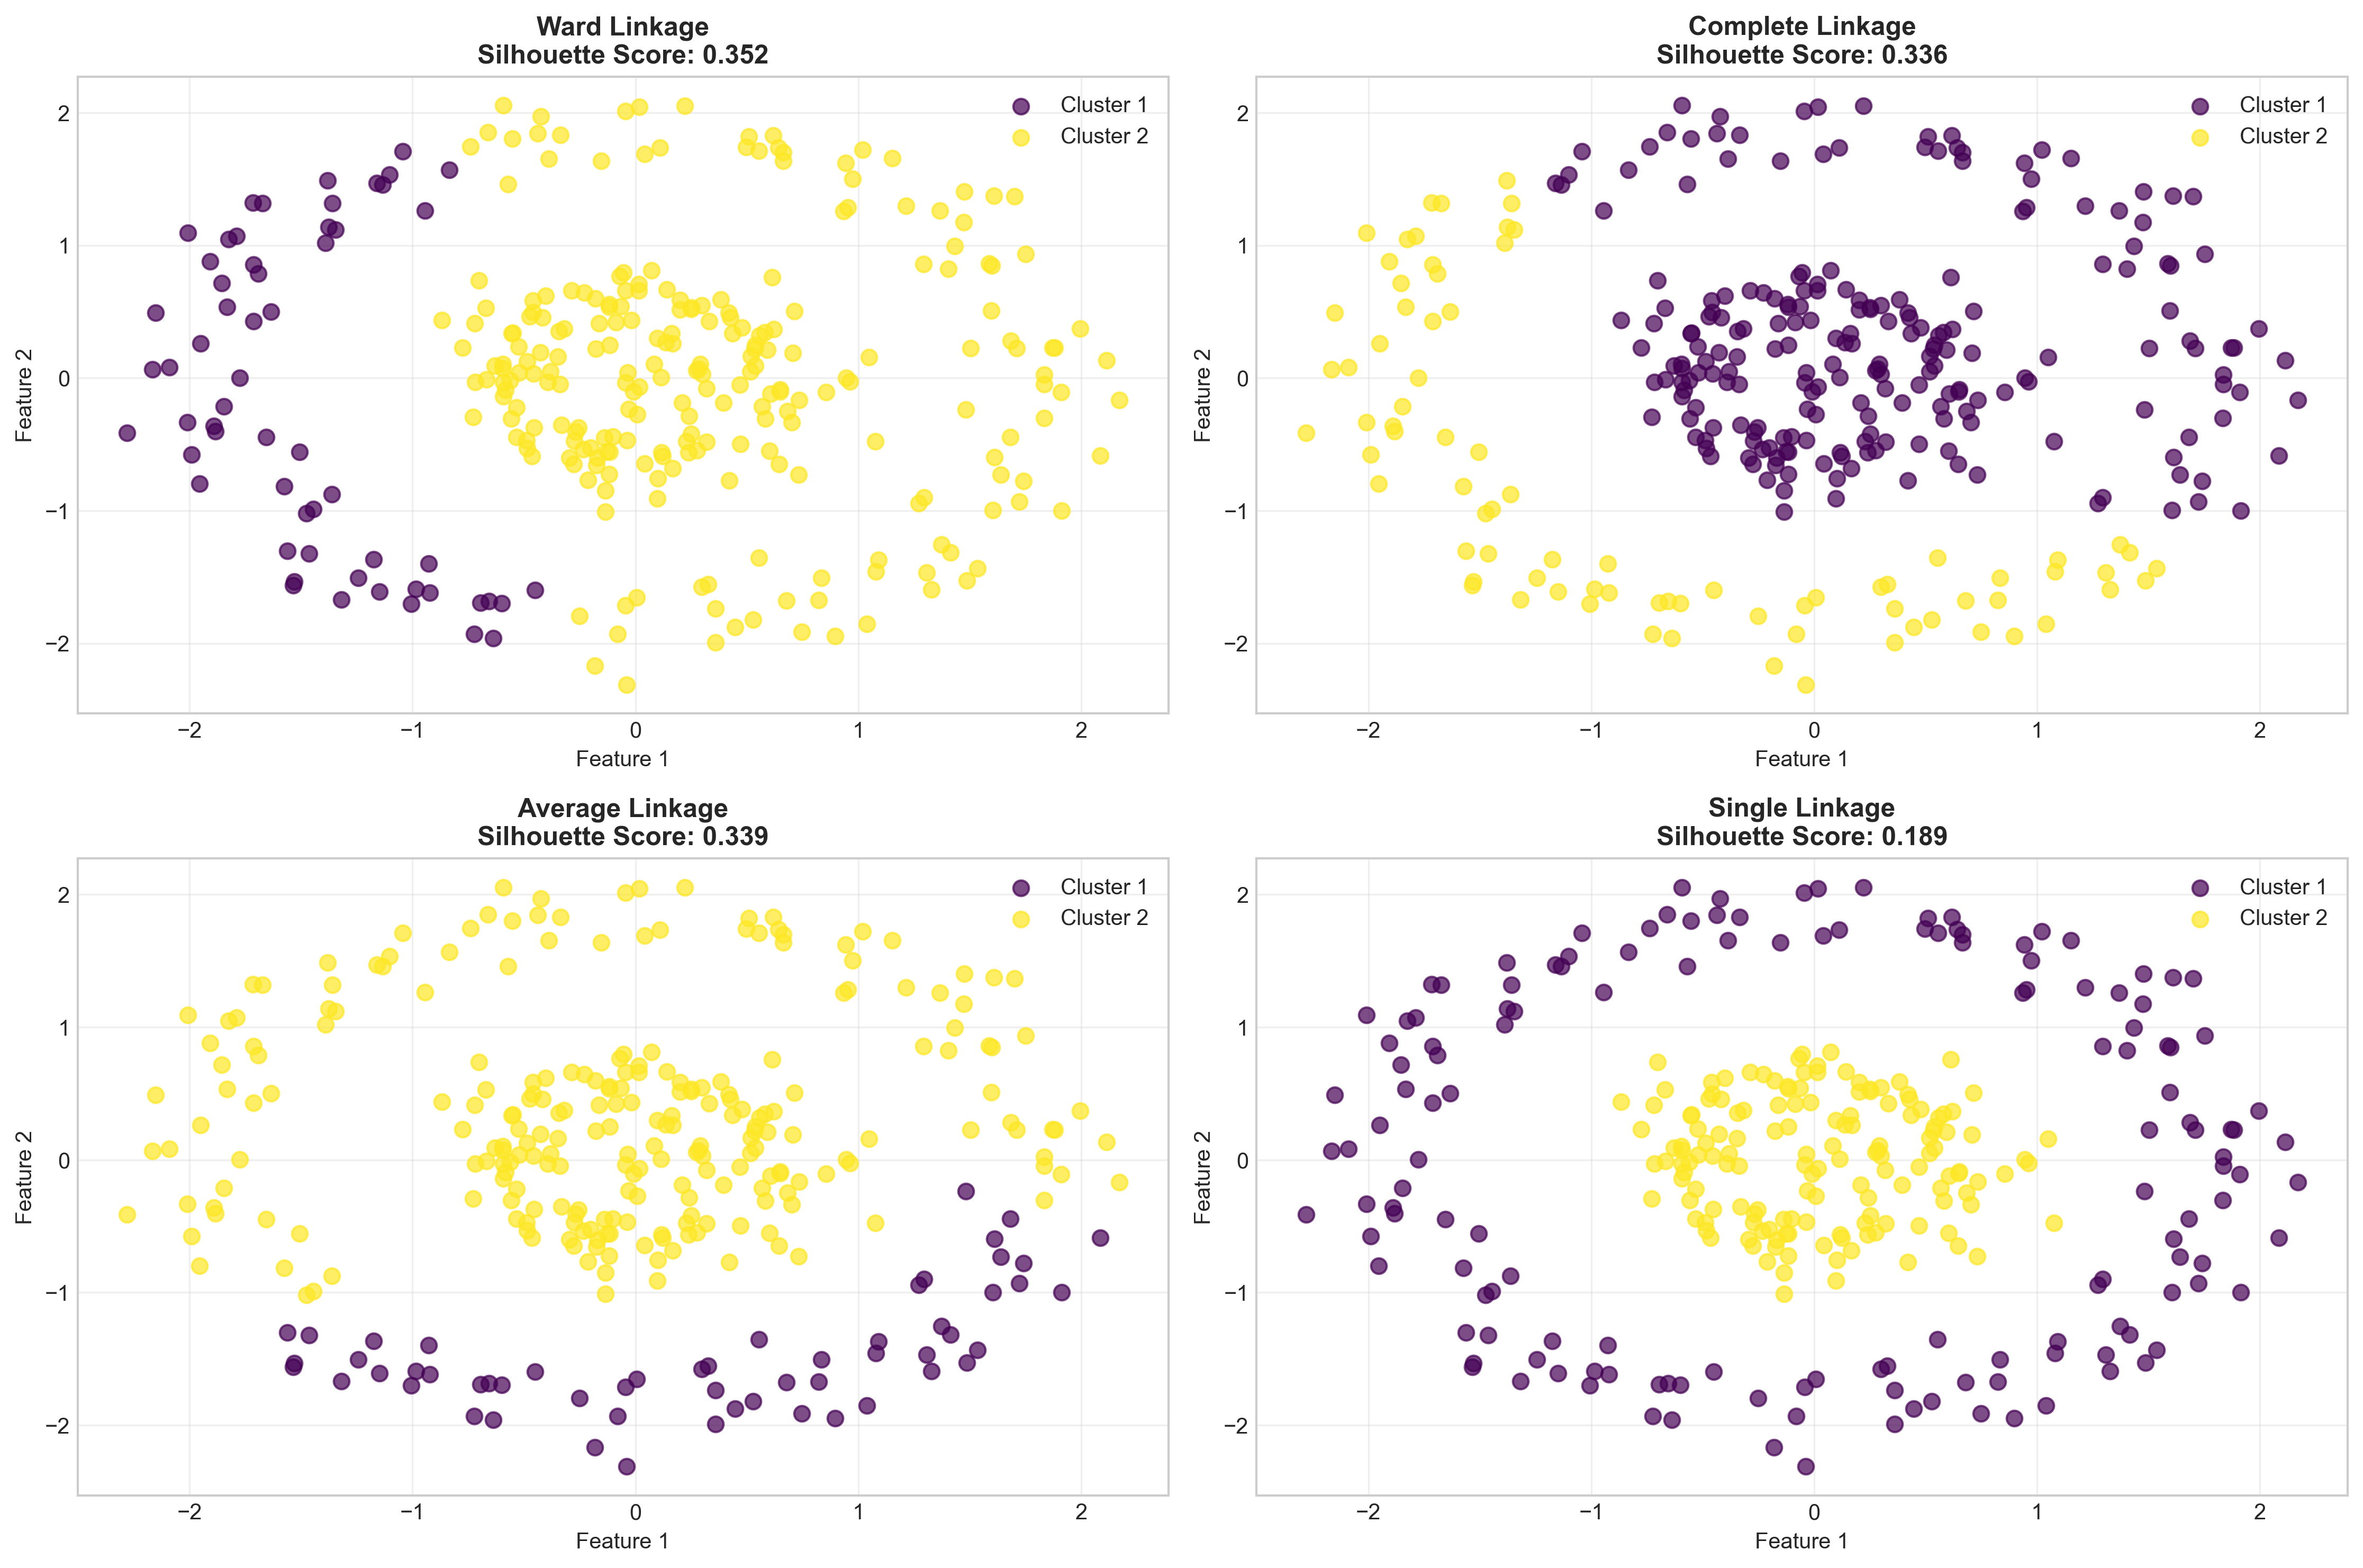 Ward Linkage
Silhouette Score: 0.352
Cluster 1
Cluster 2
2
1
0
−1
−2
Feature 2
−2
−1
0
1
2
Feature 1
Complete Linkage
Silhouette Score: 0.336
Cluster 1
Cluster 2
2
1
0
−1
−2
Feature 2
−2
−1
0
1
2
Feature 1
Average Linkage
Silhouette Score: 0.339
Cluster 1
Cluster 2
2
1
0
−1
−2
Feature 2
−2
−1
0
1
2
Feature 1
Single Linkage
Silhouette Score: 0.189
Cluster 1
Cluster 2
2
1
0
−1
−2
Feature 2
−2
−1
0
1
2
Feature 1